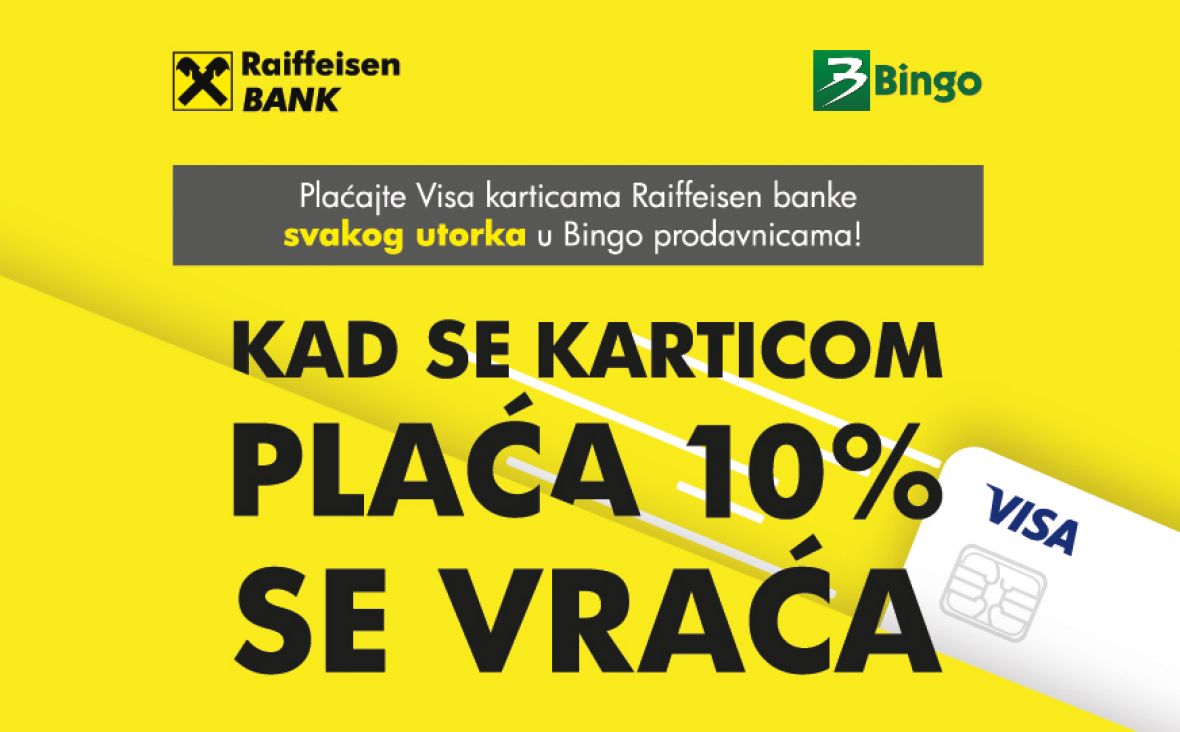 Raiffeisen
BANK
Bingo
Plaćajte Visa karticama Raiffeisen banke
svakog utorka u Bingo prodavnicama!
KAD SE KARTICOM
PLAĆA 10%
SE VRAĆA
VISA